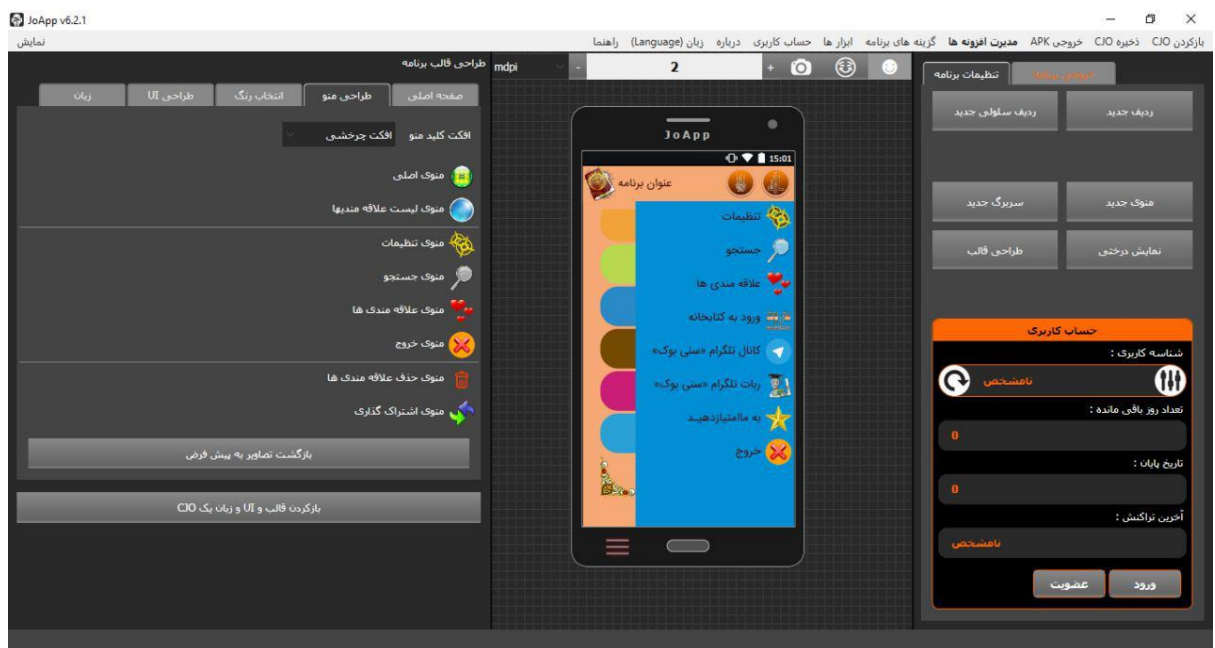 JoApp v6.2.1
بازکردن CJO ذخیره CJO خروجی APK مدیرت افزونه ها گزینه های برنامه ابزار ها حساب کاربری درباره زبان (Language) راهنما
نمایش
خروجی برنامه تنظیمات برنامه
ردیف جدید ردیف سلولی جدید
منوی جدید سربرگ جدید
نمایش درختی طراحی قالب
حساب کاربری
شناسه کاربری :
نامشخص
تعداد روز باقی مانده :
0
تاریخ پایان :
0
آخرین تراکنش :
نامشخص
ورود عضویت
mdpi - 2 +
JoApp
15:01
عنوان برنامه
تنظیمات
جستجو
علاقه مندی ها
ورود به کتابخانه
کانال تلگرام «سنی بوک»
ربات تلگرام «سنی بوک»
به ماامتیازدهیـد
خروج
طراحی قالب برنامه
صفحه اصلی طراحی منو انتخاب رنگ طراحی UI زبان
افکت کلید منو افکت چرخشی
منوی اصلی
منوی لیست علاقه مندیها
منوی تنظیمات
منوی جستجو
منوی علاقه مندی ها
منوی خروج
منوی حذف علاقه مندی ها
منوی اشتراک گذاری
بازگشت تصاویر به پیش فرض
بازکردن قالب و UI و زبان یک CJO